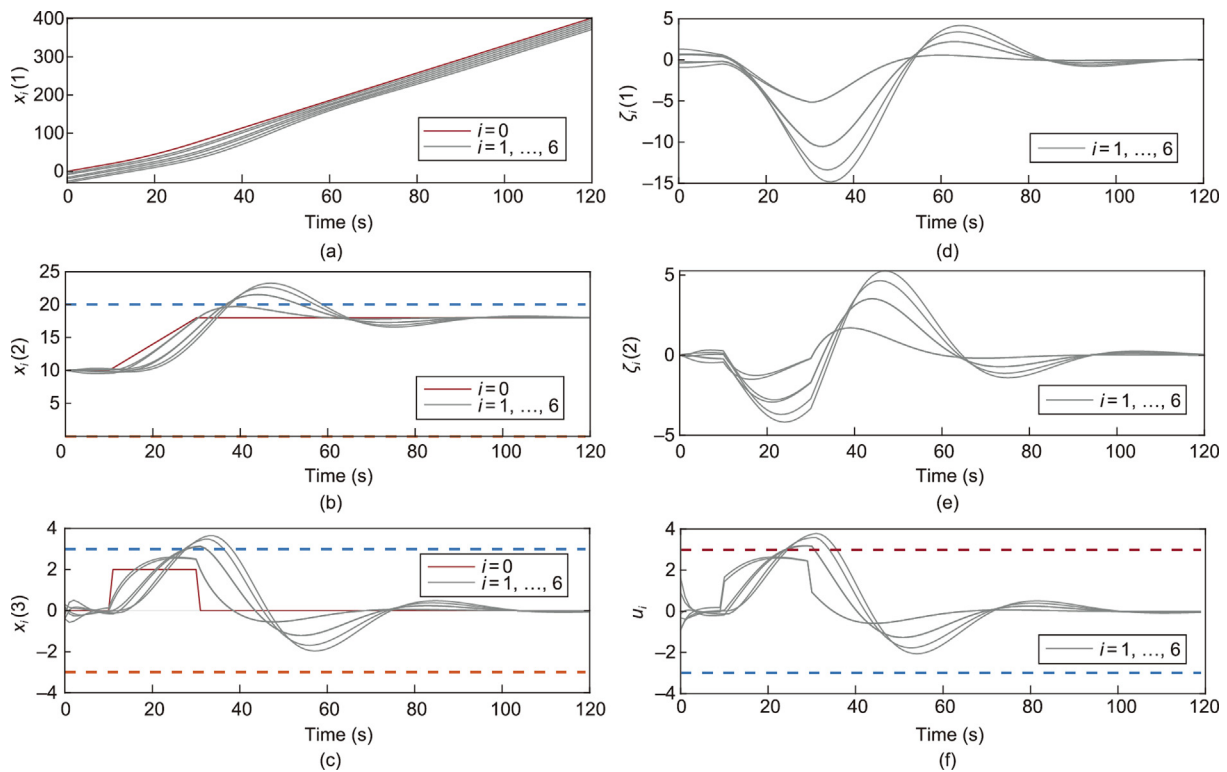 400
300
200
100
0
x_i(1)
i = 0
i = 1, …, 6
0 20 40 60 80 100 120
Time (s)
(a)
5
0
−5
−10
−15
ζ_i(1)
i = 1, …, 6
0 20 40 60 80 100 120
Time (s)
(d)
25
20
15
10
5
x_i(2)
i = 0
i = 1, …, 6
0 20 40 60 80 100 120
Time (s)
(b)
5
0
−5
ζ_i(2)
i = 1, …, 6
0 20 40 60 80 100 120
Time (s)
(e)
4
2
0
−2
−4
x_i(3)
i = 0
i = 1, …, 6
0 20 40 60 80 100 120
Time (s)
(c)
4
2
0
−2
−4
u_i
i = 1, …, 6
0 20 40 60 80 100 120
Time (s)
(f)